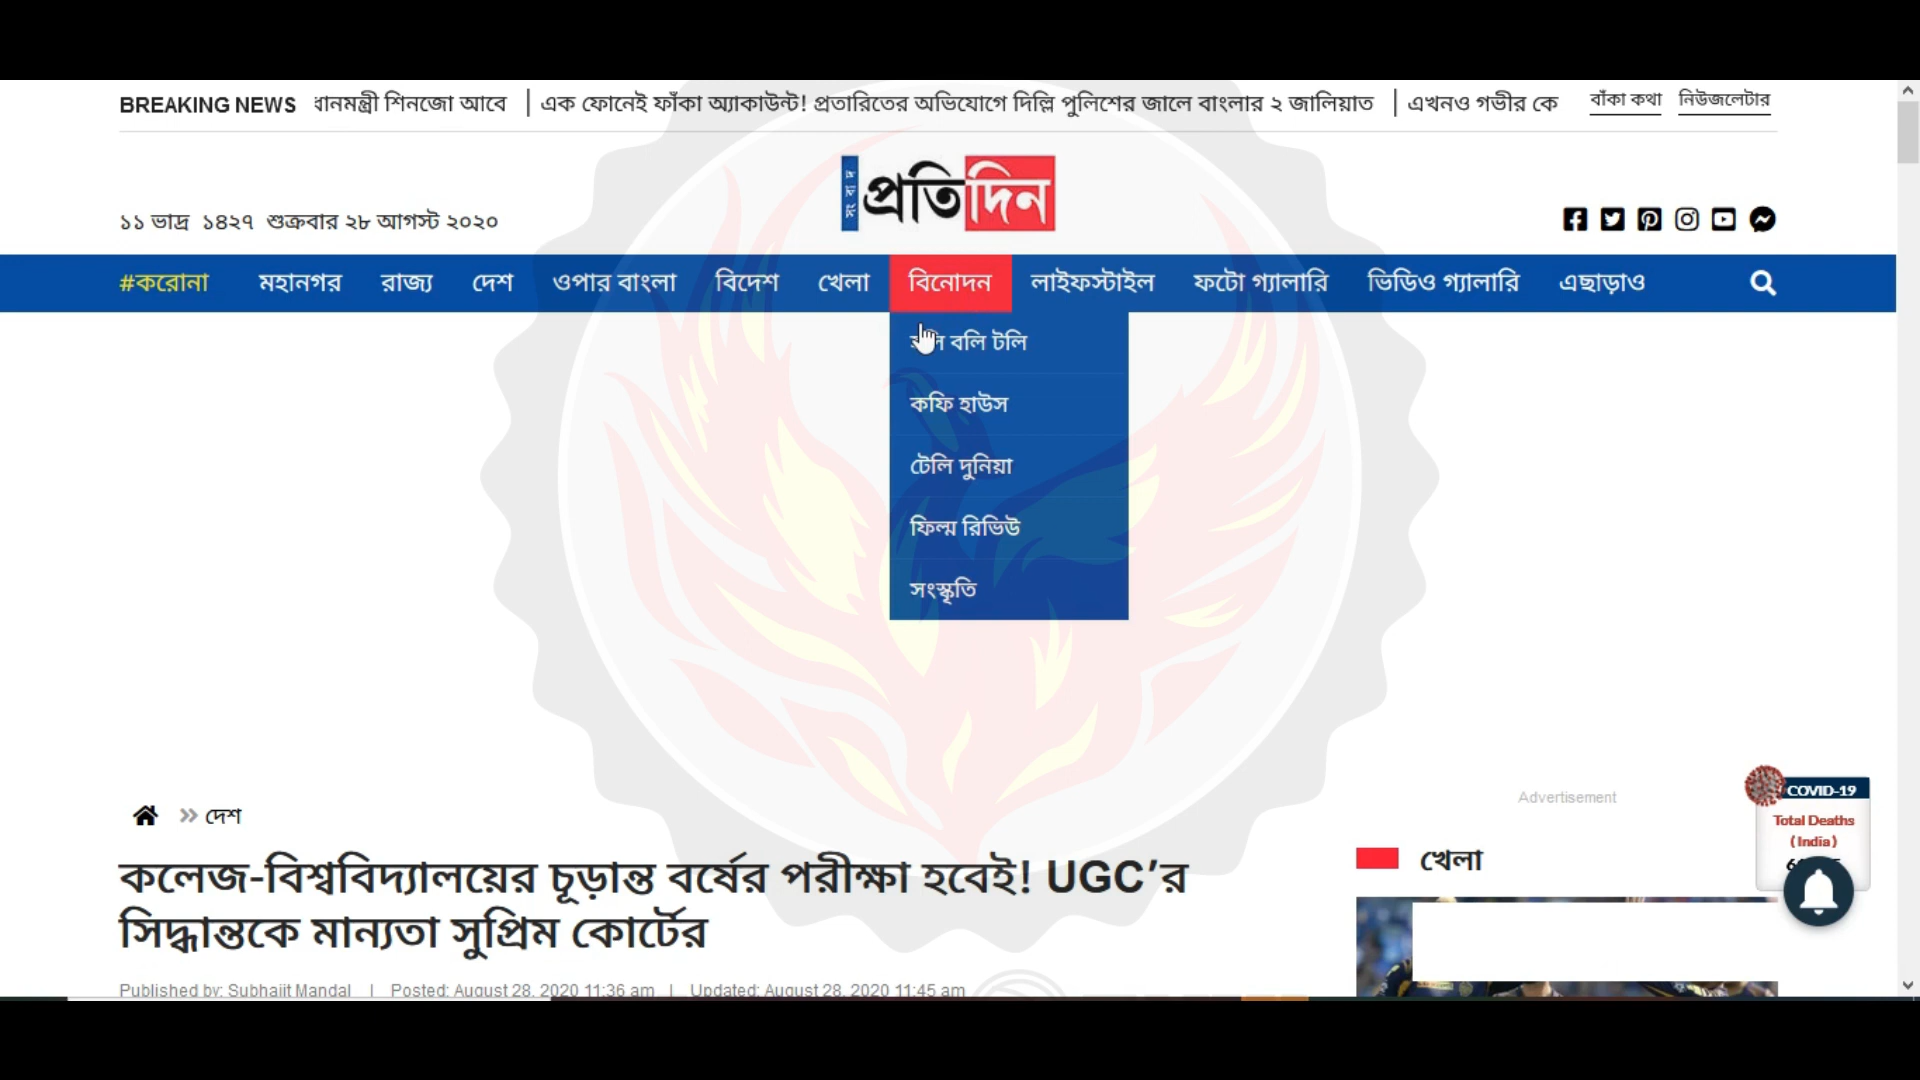 BREAKING NEWS ধানমন্ত্রী শিনজো আবে | এক ফোনেই ফাঁকা অ্যাকাউন্ট! প্রতারিতের অভিযোগে দিল্লি পুলিশের জালে বাংলার ২ জালিয়াত | এখনও গভীর কে বাঁকা কথা নিউজলেটার
সংবাদ প্রতিদিন
১১ ভাদ্র ১৪২৭ শুক্রবার ২৮ আগস্ট ২০২০
#করোনা মহানগর রাজ্য দেশ ওপার বাংলা বিদেশ খেলা বিনোদন লাইফস্টাইল ফটো গ্যালারি ভিডিও গ্যালারি এছাড়াও
বলি টলি
কফি হাউস
টেলি দুনিয়া
ফিল্ম রিভিউ
সংস্কৃতি
» দেশ
Advertisement
COVID-19
Total Deaths
(India)
কলেজ-বিশ্ববিদ্যালয়ের চূড়ান্ত বর্ষের পরীক্ষা হবেই! UGC’র
সিদ্ধান্তকে মান্যতা সুপ্রিম কোর্টের
খেলা
Published by: Subhajit Mandal | Posted: August 28, 2020 11:36 am | Updated: August 28, 2020 11:45 am